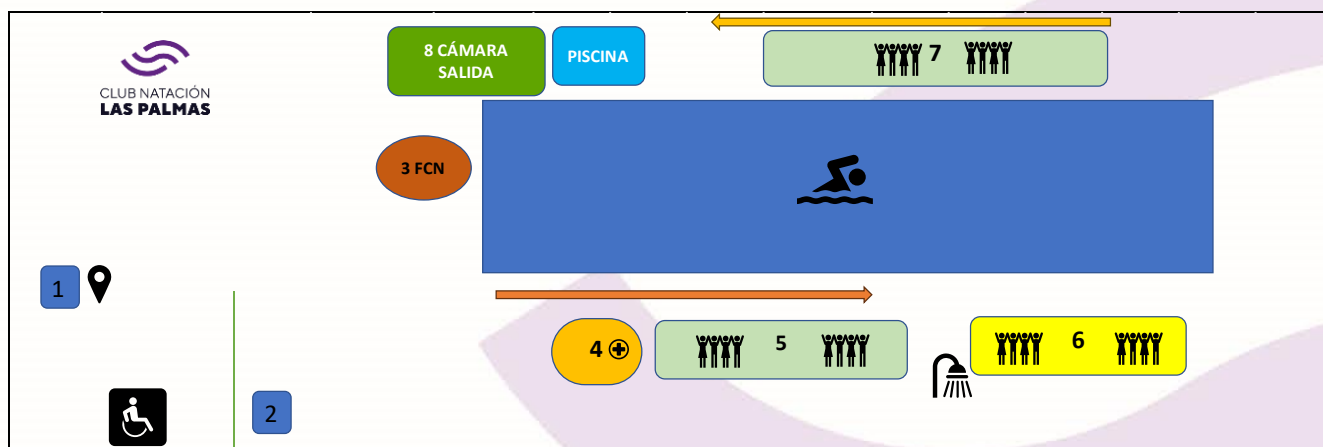 8 CÁMARA
SALIDA
PISCINA
7
CLUB NATACIÓN
LAS PALMAS
3 FCN
1
4
5
6
2